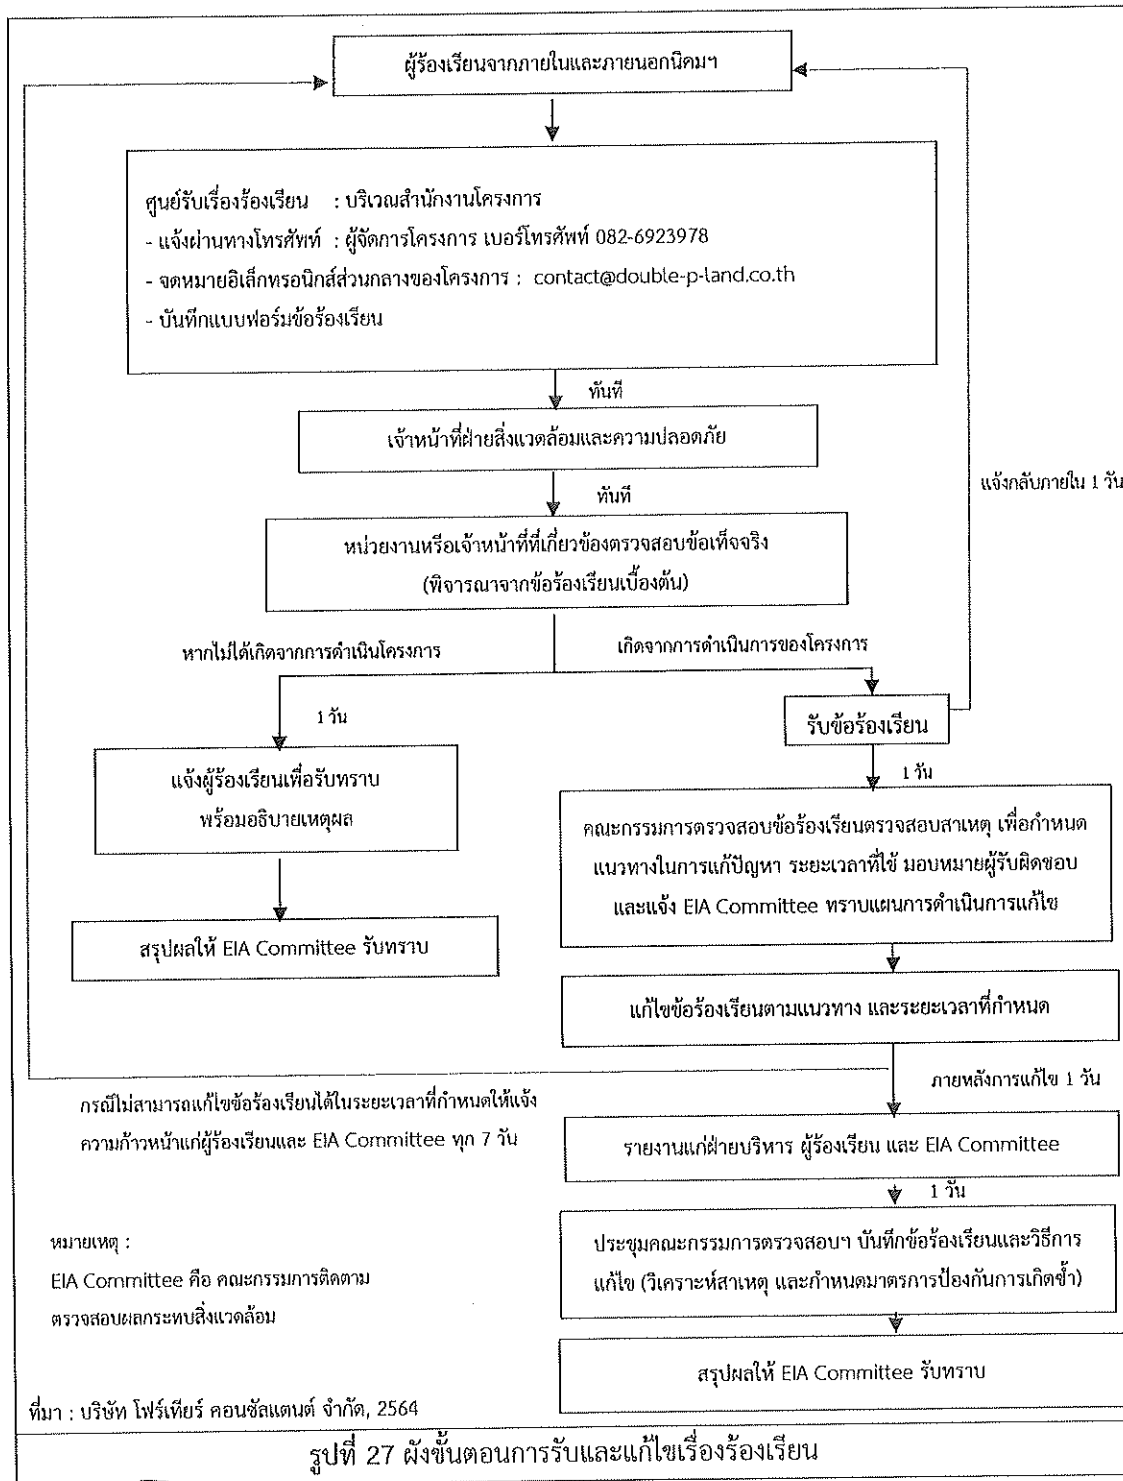 ผู้ร้องเรียนจากภายในและภายนอกนิคมฯ
ศูนย์รับเรื่องร้องเรียน : บริเวณสำนักงานโครงการ
- แจ้งผ่านทางโทรศัพท์ : ผู้จัดการโครงการ เบอร์โทรศัพท์ 082-6923978
- จดหมายอิเล็กทรอนิกส์ส่วนกลางของโครงการ : contact@double-p-land.co.th
- บันทึกแบบฟอร์มข้อร้องเรียน
ทันที
เจ้าหน้าที่ฝ่ายสิ่งแวดล้อมและความปลอดภัย
แจ้งกลับภายใน 1 วัน
ทันที
หน่วยงานหรือเจ้าหน้าที่ที่เกี่ยวข้องตรวจสอบข้อเท็จจริง
(พิจารณาจากข้อร้องเรียนเบื้องต้น)
หากไม่ได้เกิดจากการดำเนินโครงการ
เกิดจากการดำเนินการของโครงการ
1 วัน
แจ้งผู้ร้องเรียนเพื่อรับทราบ
พร้อมอธิบายเหตุผล
สรุปผลให้ EIA Committee รับทราบ
รับข้อร้องเรียน
1 วัน
คณะกรรมการตรวจสอบข้อร้องเรียนตรวจสอบสาเหตุ เพื่อกำหนด
แนวทางในการแก้ปัญหา ระยะเวลาที่ใช้ มอบหมายผู้รับผิดชอบ
และแจ้ง EIA Committee ทราบแผนการดำเนินการแก้ไข
แก้ไขข้อร้องเรียนตามแนวทาง และระยะเวลาที่กำหนด
ภายหลังการแก้ไข 1 วัน
กรณีไม่สามารถแก้ไขข้อร้องเรียนได้ในระยะเวลาที่กำหนดให้แจ้ง
ความก้าวหน้าแก่ผู้ร้องเรียนและ EIA Committee ทุก 7 วัน
รายงานแก่ฝ่ายบริหาร ผู้ร้องเรียน และ EIA Committee
1 วัน
ประชุมคณะกรรมการตรวจสอบฯ บันทึกข้อร้องเรียนและวิธีการ
แก้ไข (วิเคราะห์สาเหตุ และกำหนดมาตรการป้องกันการเกิดซ้ำ)
สรุปผลให้ EIA Committee รับทราบ
หมายเหตุ :
EIA Committee คือ คณะกรรมการติดตาม
ตรวจสอบผลกระทบสิ่งแวดล้อม
ที่มา : บริษัท โฟร์เทียร์ คอนซัลแตนต์ จำกัด, 2564
รูปที่ 27 ผังขั้นตอนการรับและแก้ไขเรื่องร้องเรียน